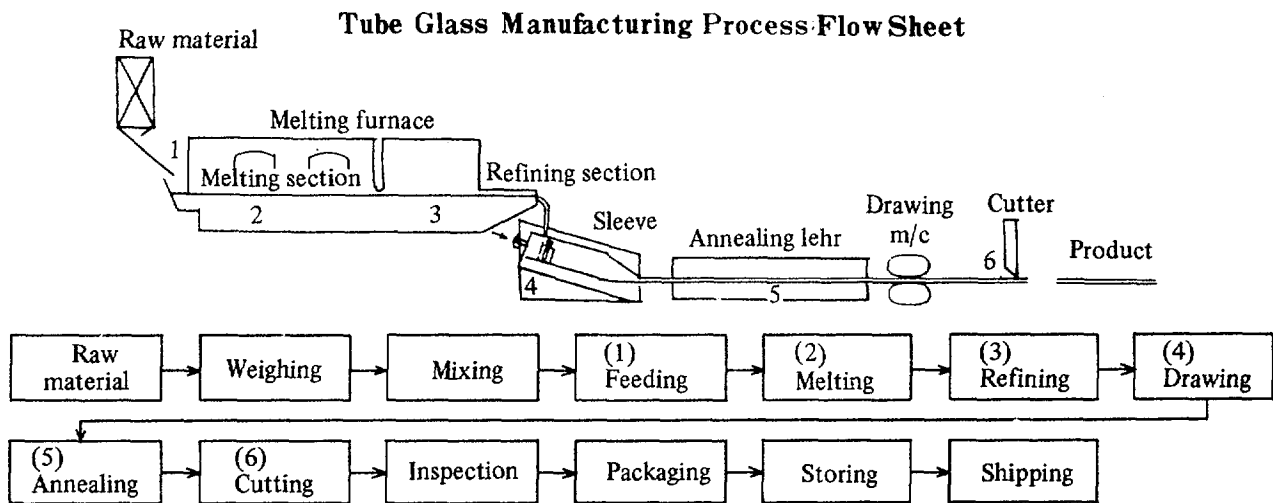 Tube Glass Manufacturing Process Flow Sheet
Raw material
Melting furnace
1
Melting section
Refining section
2
3
Sleeve
Drawing
m/c
Cutter
Annealing lehr
6
Product
4
5
Raw
material
Weighing
Mixing
(1)
Feeding
(2)
Melting
(3)
Refining
(4)
Drawing
(5)
Annealing
(6)
Cutting
Inspection
Packaging
Storing
Shipping